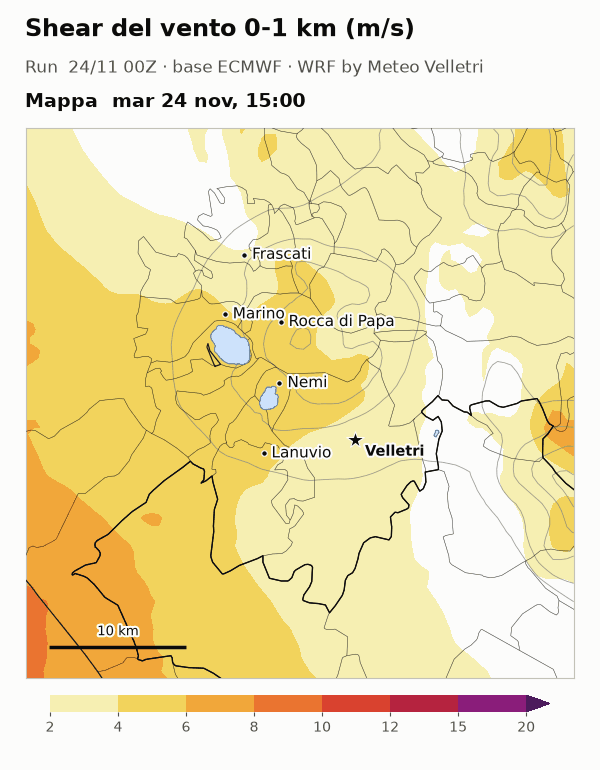 Shear del vento 0-1 km (m/s)
Run 24/11 00Z · base ECMWF · WRF by Meteo Velletri
Mappa mar 24 nov, 15:00
Frascati
Marino
Rocca di Papa
Nemi
Velletri
Lanuvio
10 km
2 4 6 8 10 12 15 20